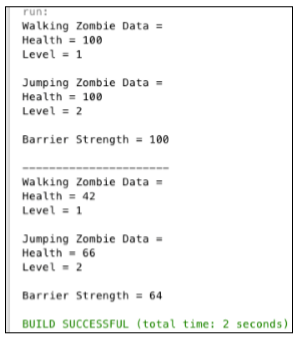 run:
Walking Zombie Data =
Health = 100
Level = 1
Jumping Zombie Data =
Health = 100
Level = 2
Barrier Strength = 100
----------------------
Walking Zombie Data =
Health = 42
Level = 1
Jumping Zombie Data =
Health = 66
Level = 2
Barrier Strength = 64
BUILD SUCCESSFUL (total time: 2 seconds)